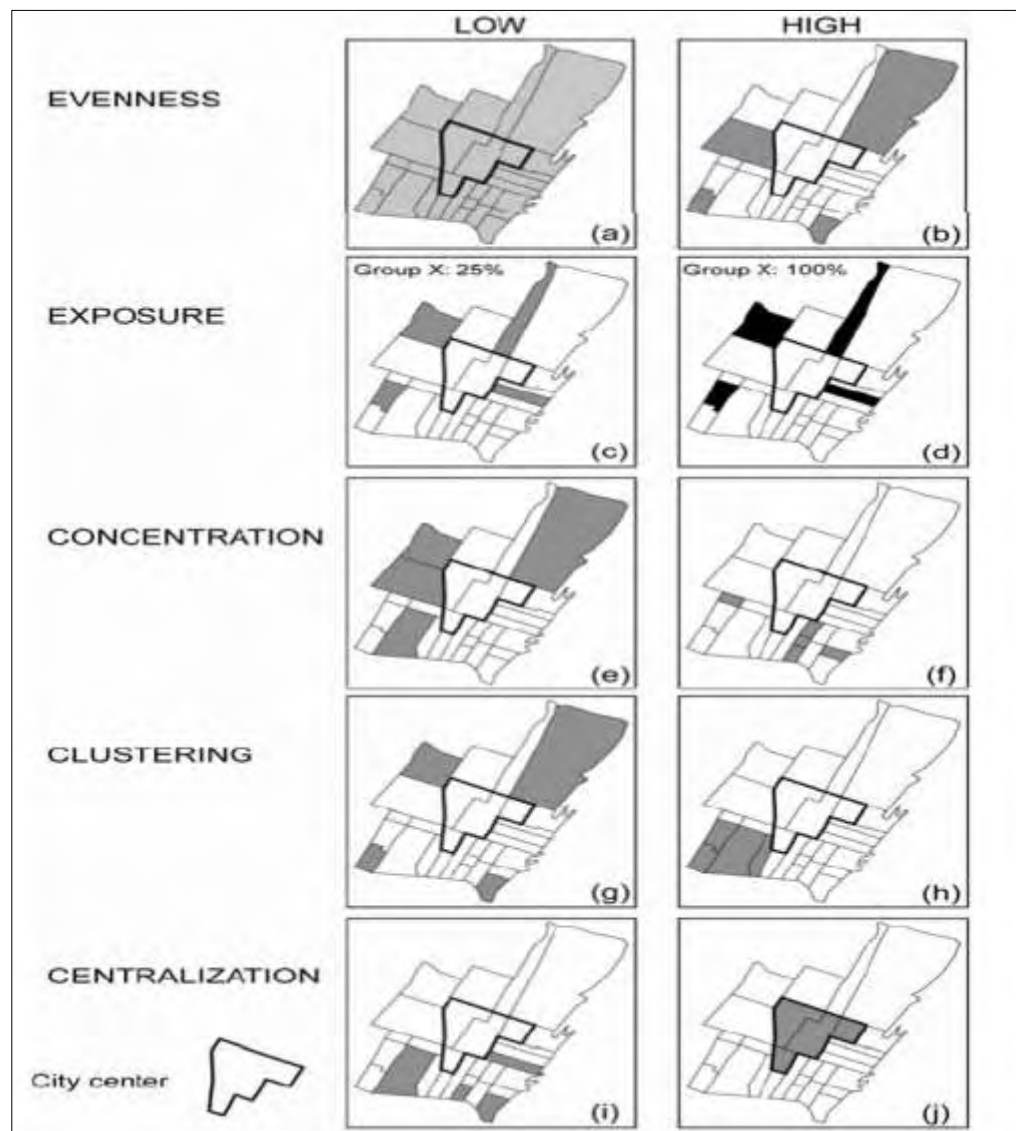 LOW HIGH
EVENNESS
(a) (b)
Group X: 25% Group X: 100%
EXPOSURE
(c) (d)
CONCENTRATION
(e) (f)
CLUSTERING
(g) (h)
CENTRALIZATION
City center
(i) (j)